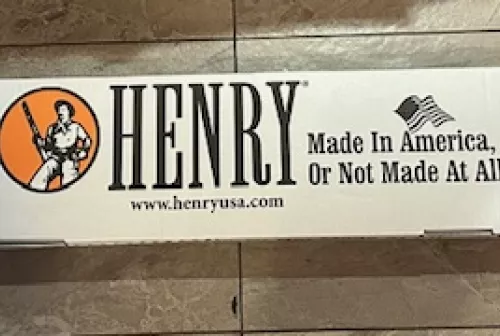 HENRY®
Made In America,
Or Not Made At All
www.henryusa.com